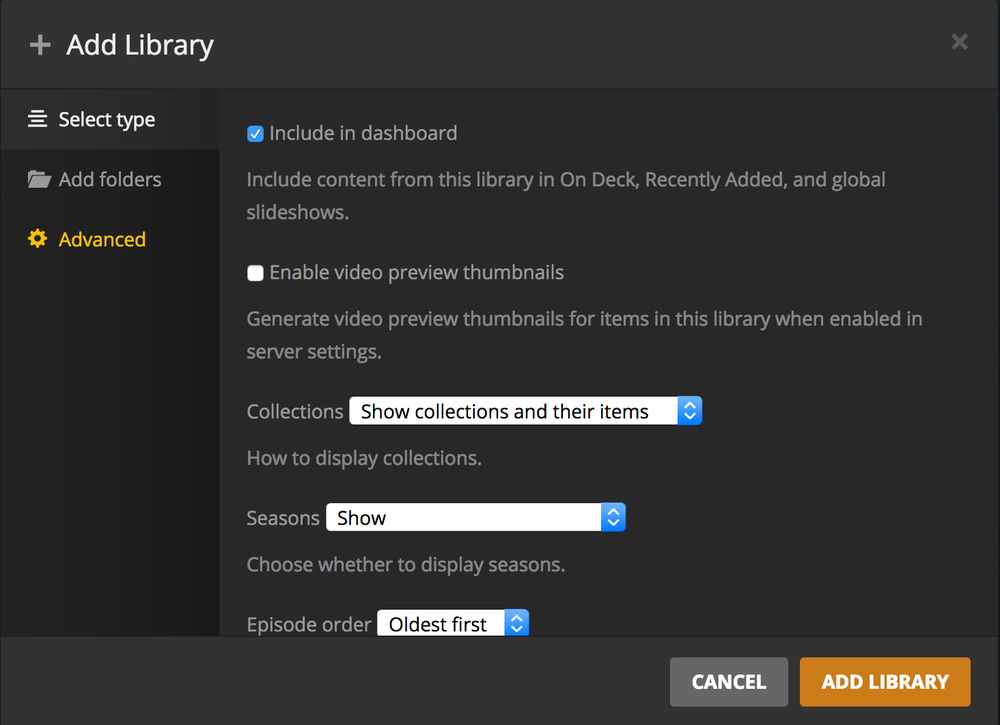 Add Library
Select type
Add folders
Advanced
Include in dashboard
Include content from this library in On Deck, Recently Added, and global
slideshows.
Enable video preview thumbnails
Generate video preview thumbnails for items in this library when enabled in
server settings.
Collections Show collections and their items
How to display collections.
Seasons Show
Choose whether to display seasons.
Episode order Oldest first
CANCEL ADD LIBRARY